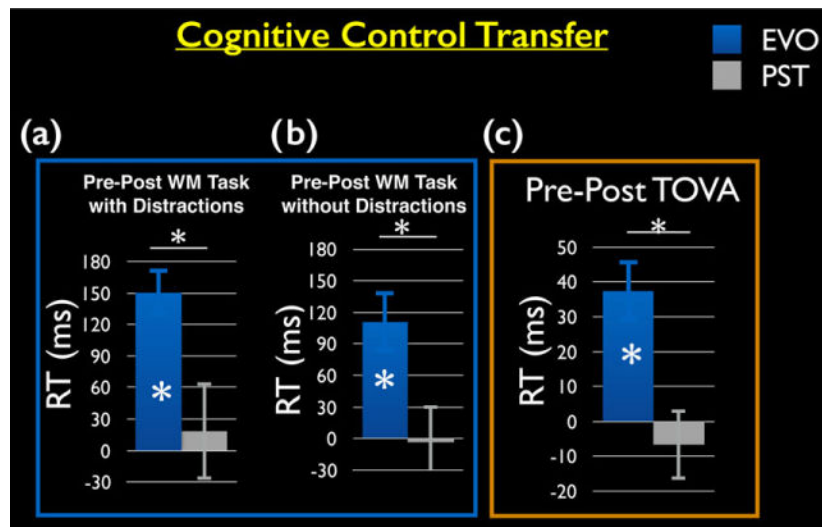 Cognitive Control Transfer
EVO
PST
(a)
(b)
(c)
Pre-Post WM Task
with Distractions
*
180
150
120
90
60
30
0
-30
RT (ms)
*
Pre-Post WM Task
without Distractions
*
180
150
120
90
60
30
0
-30
RT (ms)
*
Pre-Post TOVA
*
50
40
30
20
10
0
-10
-20
RT (ms)
*